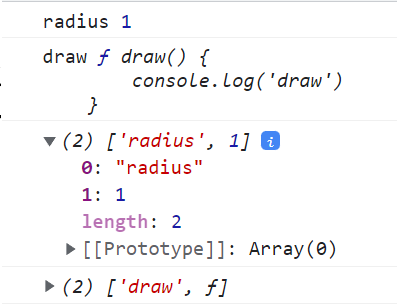 radius 1
draw ƒ draw() {
console.log('draw')
}
(2) ['radius', 1] i
0: "radius"
1: 1
length: 2
[[Prototype]]: Array(0)
(2) ['draw', ƒ]